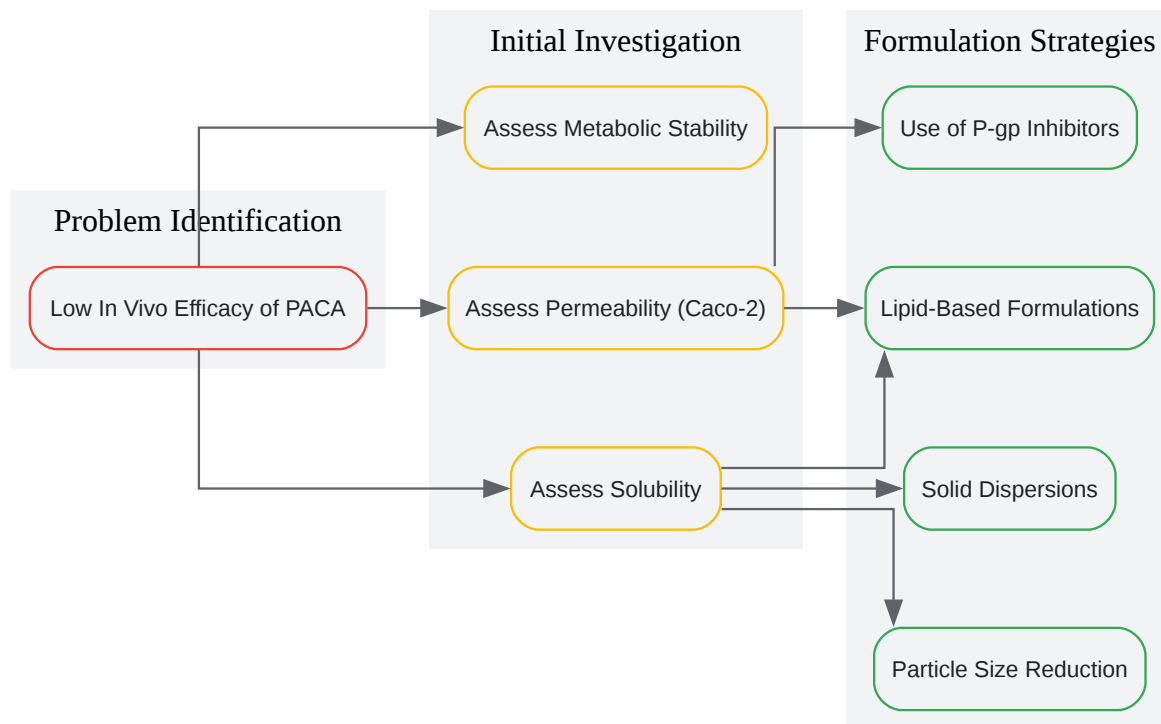 Initial Investigation
Formulation Strategies
Assess Metabolic Stability
Use of P-gp Inhibitors
Problem Identification
Low In Vivo Efficacy of PACA
Assess Permeability (Caco-2)
Lipid-Based Formulations
Assess Solubility
Solid Dispersions
Particle Size Reduction